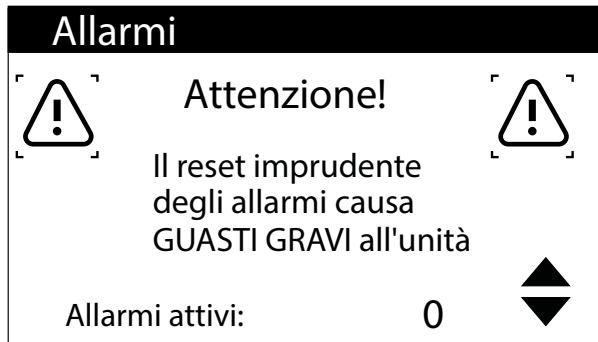 Allarmi
Attenzione!
Il reset imprudente
degli allarmi causa
GUASTI GRAVI all'unità
Allarmi attivi: 0